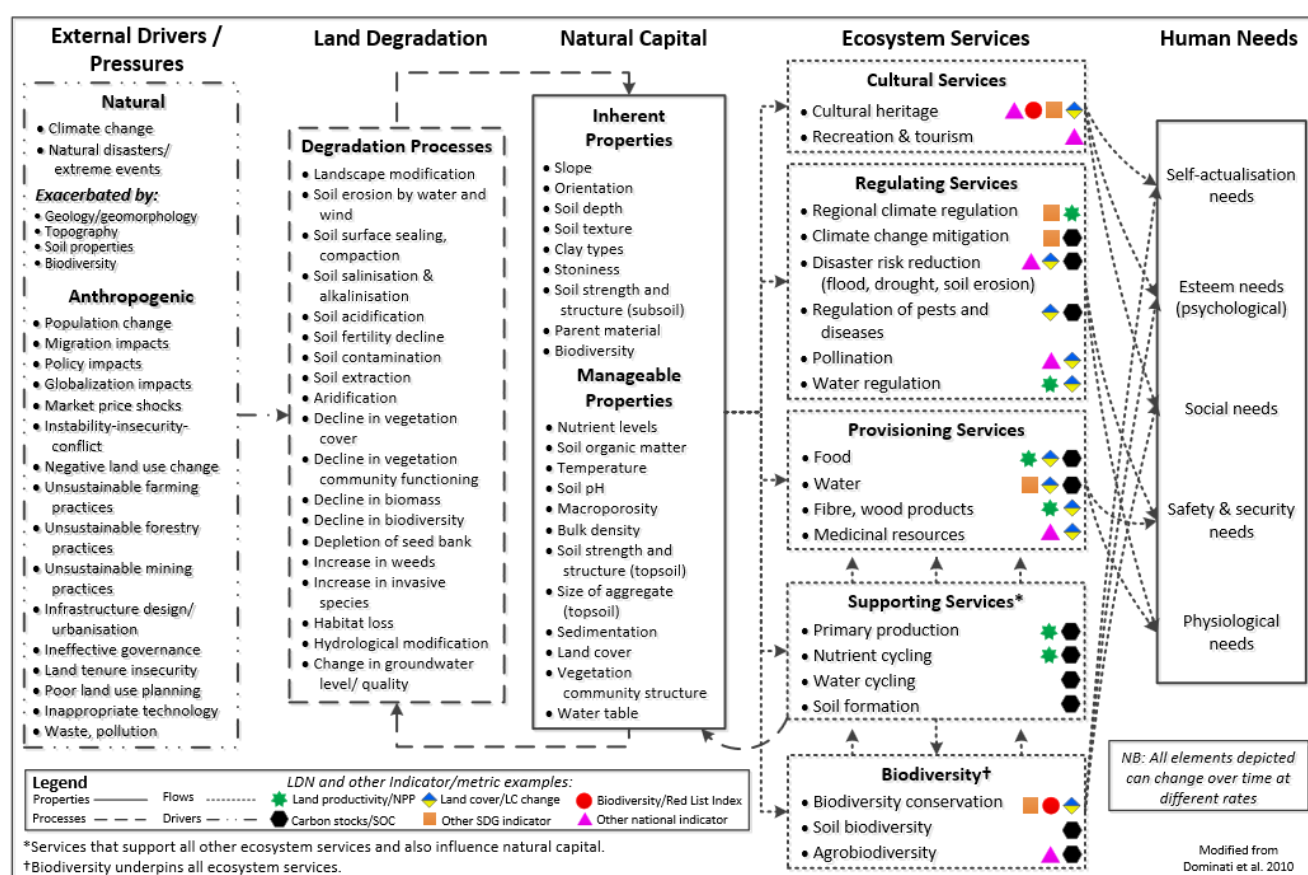 External Drivers /
Pressures
Natural
• Climate change
• Natural disasters/
extreme events
Exacerbated by:
• Geology/geomorphology
• Topography
• Soil properties
• Biodiversity
Anthropogenic
• Population change
• Migration impacts
• Policy impacts
• Globalization impacts
• Market price shocks
• Instability-insecurity-
conflict
• Negative land use change
• Unsustainable farming
practices
• Unsustainable forestry
practices
• Unsustainable mining
practices
• Infrastructure design/
urbanisation
• Ineffective governance
• Land tenure insecurity
• Poor land use planning
• Inappropriate technology
• Waste, pollution
Land Degradation
Degradation Processes
• Landscape modification
• Soil erosion by water and
wind
• Soil surface sealing,
compaction
• Soil salinisation &
alkalinisation
• Soil acidification
• Soil fertility decline
• Soil contamination
• Soil extraction
• Aridification
• Decline in vegetation
cover
• Decline in vegetation
community functioning
• Decline in biomass
• Decline in biodiversity
• Depletion of seed bank
• Increase in weeds
• Increase in invasive
species
• Habitat loss
• Hydrological modification
• Change in groundwater
level/ quality
Natural Capital
Inherent
Properties
• Slope
• Orientation
• Soil depth
• Soil texture
• Clay types
• Stoniness
• Soil strength and
structure (subsoil)
• Parent material
• Biodiversity
Manageable
Properties
• Nutrient levels
• Soil organic matter
• Temperature
• Soil pH
• Macroporosity
• Bulk density
• Soil strength and
structure (topsoil)
• Size of aggregate
(topsoil)
• Sedimentation
• Land cover
• Vegetation
community structure
• Water table
Ecosystem Services
Cultural Services
• Cultural heritage
• Recreation & tourism
Regulating Services
• Regional climate regulation
• Climate change mitigation
• Disaster risk reduction
(flood, drought, soil erosion)
• Regulation of pests and
diseases
• Pollination
• Water regulation
Provisioning Services
• Food
• Water
• Fibre, wood products
• Medicinal resources
Supporting Services*
• Primary production
• Nutrient cycling
• Water cycling
• Soil formation
Biodiversity†
• Biodiversity conservation
• Soil biodiversity
• Agrobiodiversity
Human Needs
Self-actualisation
needs
Esteem needs
(psychological)
Social needs
Safety & security
needs
Physiological
needs
NB: All elements depicted
can change over time at
different rates
Legend
LDN and other Indicator/metric examples:
Properties Flows Land productivity/NPP Land cover/LC change Biodiversity/Red List Index
Processes Drivers Carbon stocks/SOC Other SDG indicator Other national indicator
*Services that support all other ecosystem services and also influence natural capital.
†Biodiversity underpins all ecosystem services.
Modified from
Dominati et al. 2010